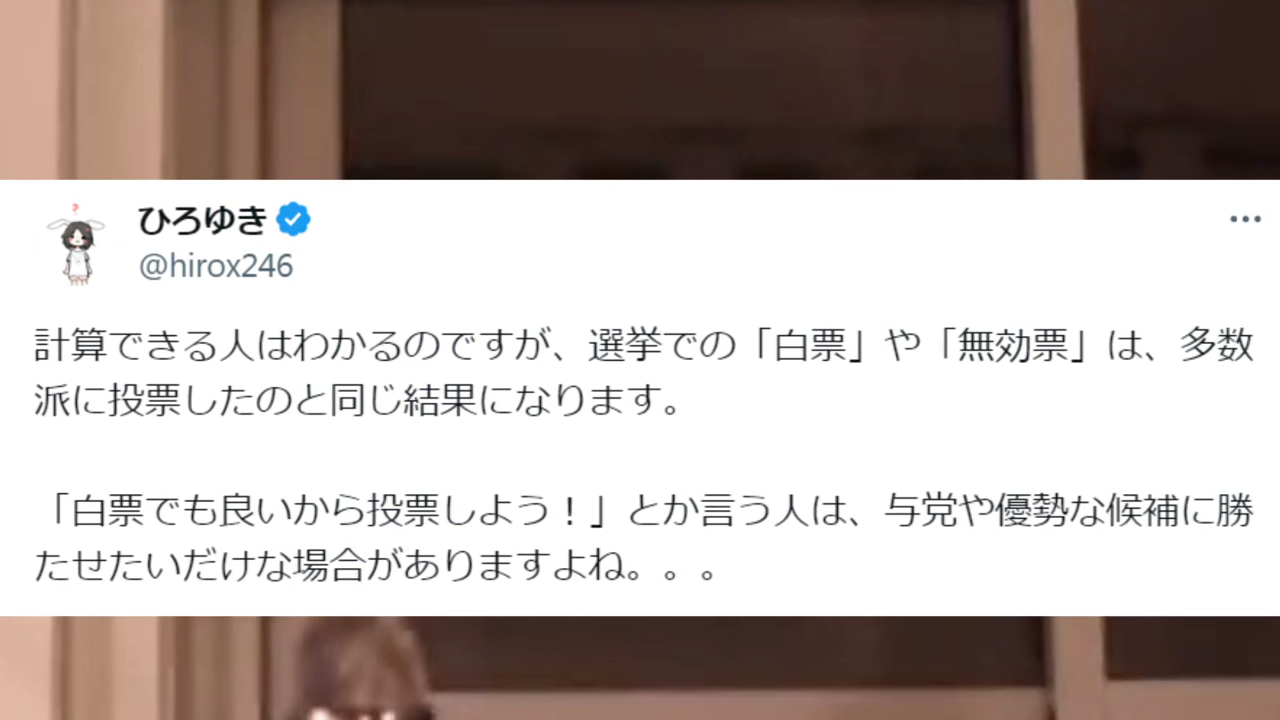 ひろゆき
@hirox246
計算できる人はわかるのですが、選挙での「白票」や「無効票」は、多数
派に投票したのと同じ結果になります。
「白票でも良いから投票しよう！」とか言う人は、与党や優勢な候補に勝
たせたいだけな場合がありますよね。。。